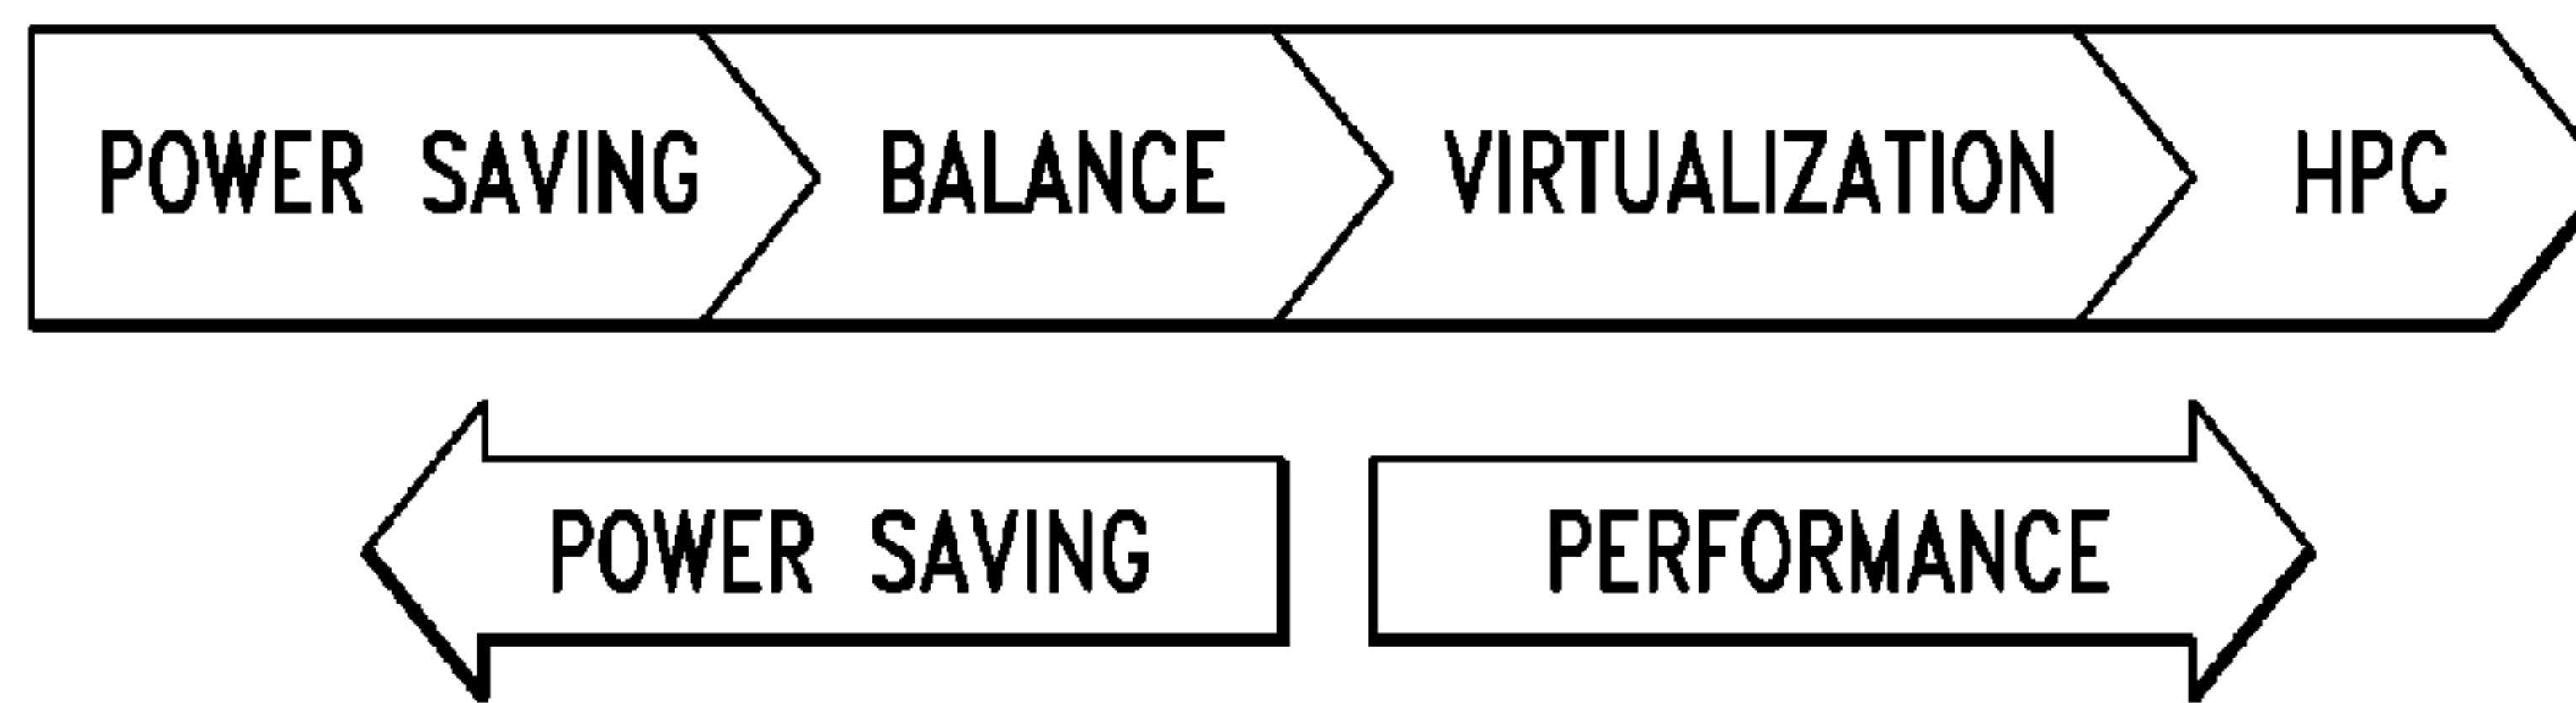 POWER SAVING BALANCE VIRTUALIZATION HPC
POWER SAVING PERFORMANCE